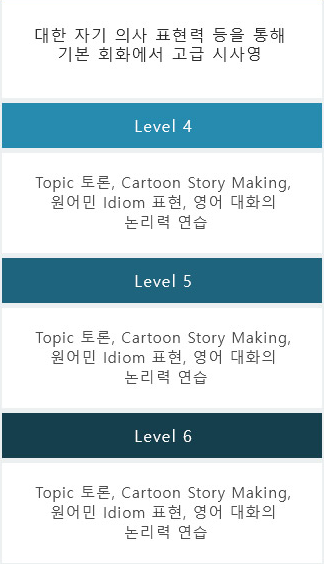 대한 자기 의사 표현력 등을 통해
기본 회화에서 고급 시사영
Level 4
Topic 토론, Cartoon Story Making,
원어민 Idiom 표현, 영어 대화의
논리력 연습
Level 5
Topic 토론, Cartoon Story Making,
원어민 Idiom 표현, 영어 대화의
논리력 연습
Level 6
Topic 토론, Cartoon Story Making,
원어민 Idiom 표현, 영어 대화의
논리력 연습